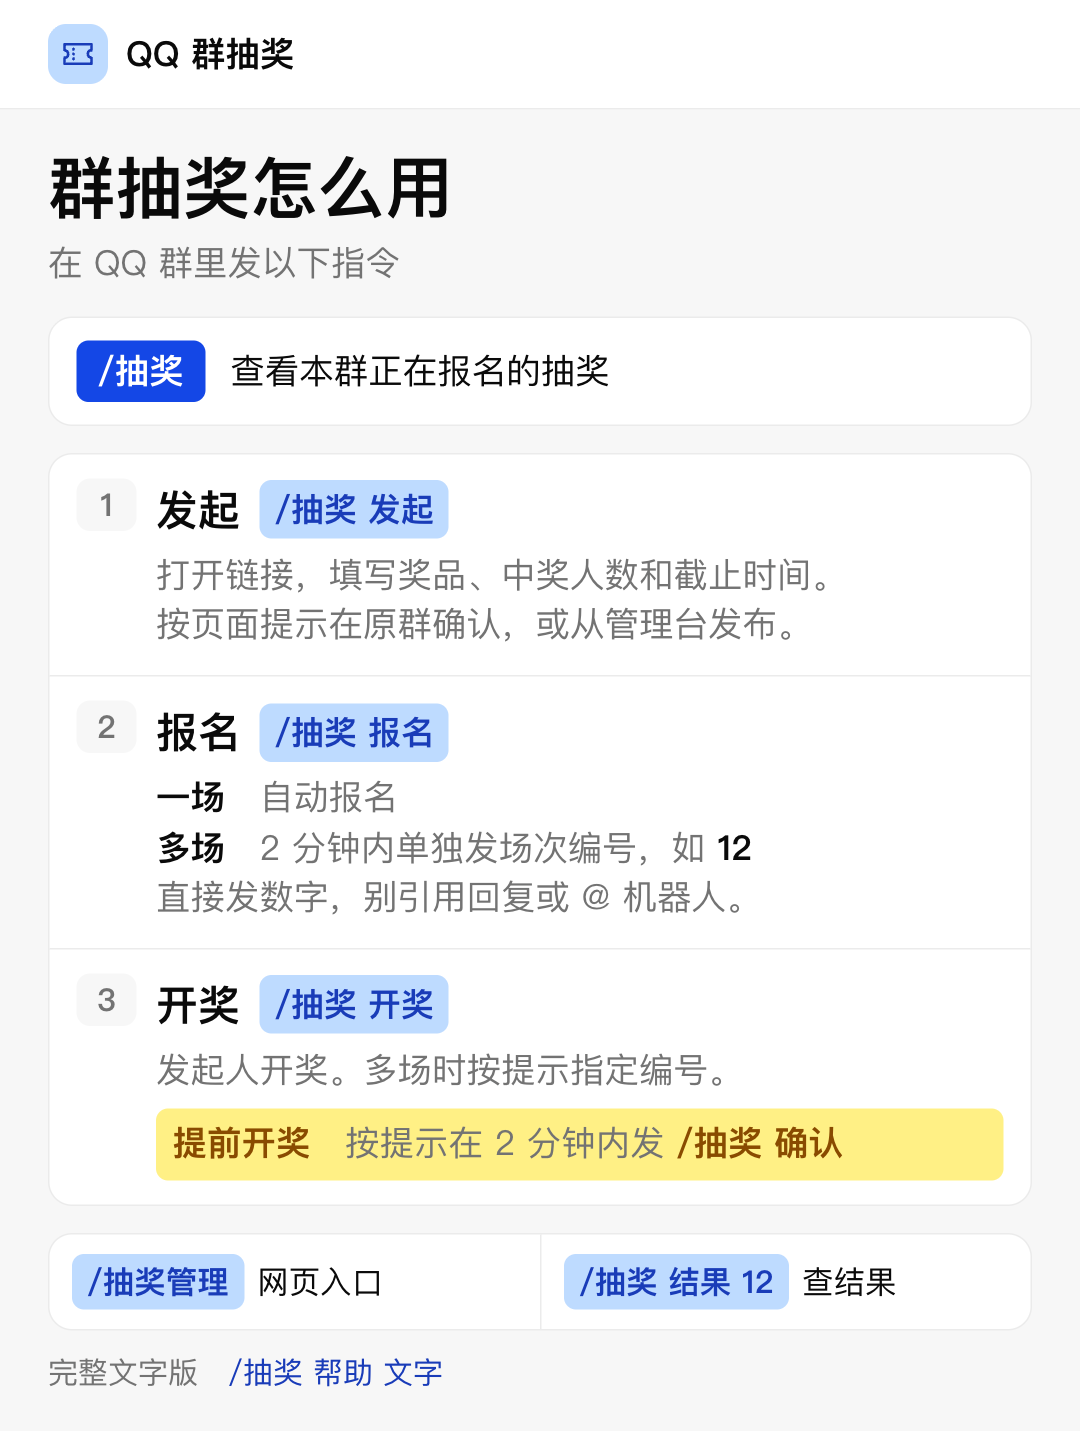 QQ 群抽奖
群抽奖怎么用
在 QQ 群里发以下指令
/抽奖 查看本群正在报名的抽奖
1 发起 /抽奖 发起
打开链接，填写奖品、中奖人数和截止时间。
按页面提示在原群确认，或从管理台发布。
2 报名 /抽奖 报名
一场 自动报名
多场 2 分钟内单独发场次编号，如 12
直接发数字，别引用回复或 @ 机器人。
3 开奖 /抽奖 开奖
发起人开奖。多场时按提示指定编号。
提前开奖 按提示在 2 分钟内发 /抽奖 确认
/抽奖管理 网页入口 /抽奖 结果 12 查结果
完整文字版 /抽奖 帮助 文字